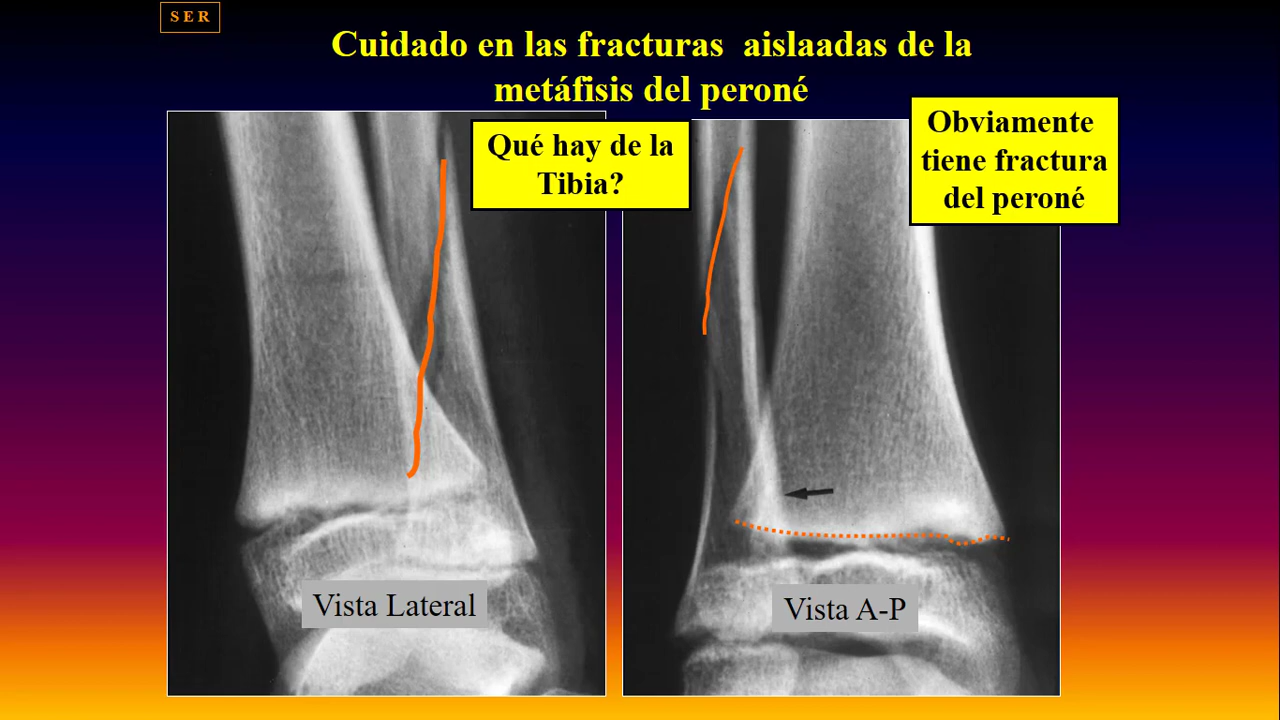 S E R
Cuidado en las fracturas aislaadas de la
metáfisis del peroné
Qué hay de la
Tibia?
Obviamente
tiene fractura
del peroné
Vista Lateral
Vista A-P